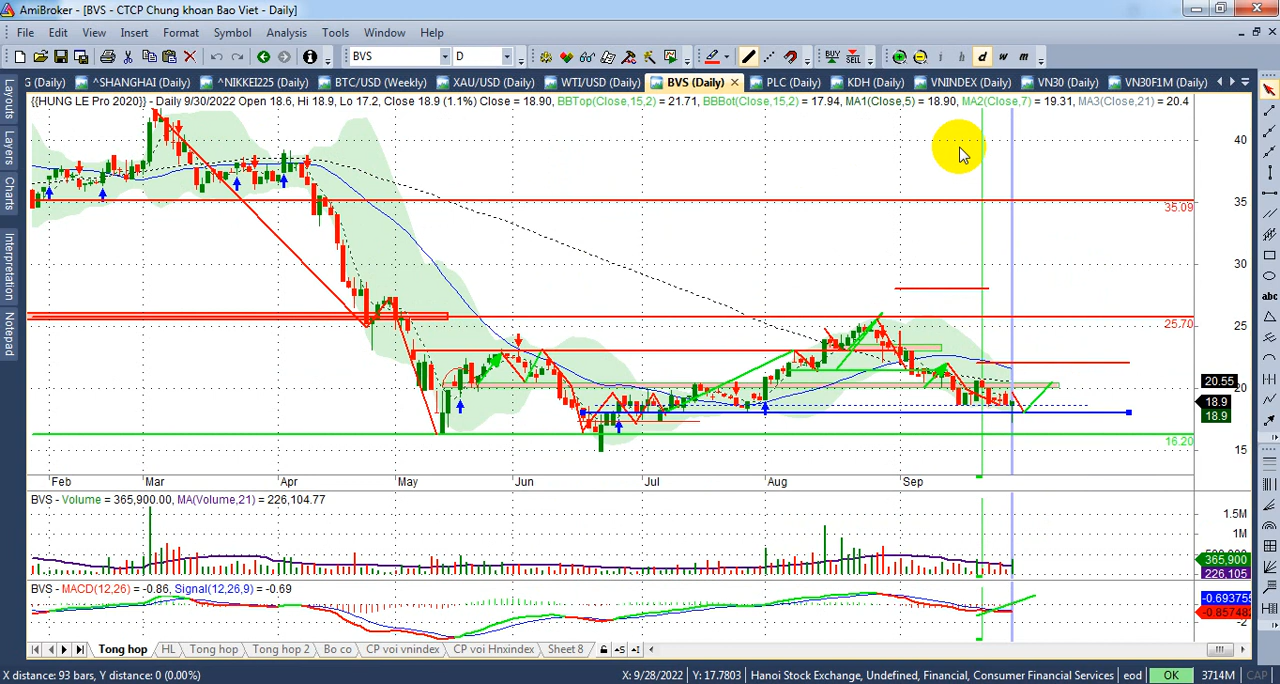 AmiBroker - [BVS - CTCP Chung khoan Bao Viet - Daily]
File Edit View Insert Format Symbol Analysis Tools Window Help
BVS D BUY SELL i h d w m
G (Daily) ^SHANGHAI (Daily) ^NIKKEI225 (Daily) BTC/USD (Weekly) XAU/USD (Daily) WTI/USD (Daily) BVS (Daily) PLC (Daily) KDH (Daily) VNINDEX (Daily) VN30 (Daily) VN30F1M (Daily)
Layouts
Layers
Charts
Interpretation
Notepad
{{HUNG LE Pro 2020}} - Daily 9/30/2022 Open 18.6, Hi 18.9, Lo 17.2, Close 18.9 (1.1%) Close = 18.90, BBTop(Close,15,2) = 21.71, BBBot(Close,15,2) = 17.94, MA1(Close,5) = 18.90, MA2(Close,7) = 19.31, MA3(Close,21) = 20.4
40
35
35.09
30
25.70
25
20.55
20
18.9
18.9
16.20
15
Feb Mar Apr May Jun Jul Aug Sep
BVS - Volume = 365,900.00, MA(Volume,21) = 226,104.77
1.5M
1M
365,900
226,105
BVS - MACD(12,26) = -0.86, Signal(12,26,9) = -0.69
-0.693755
-0.857482
-2
abc
Tong hop HL Tong hop Tong hop 2 Bo co CP voi vnindex CP voi Hnxindex Sheet 8
X distance: 93 bars, Y distance: 0 (0.00%) X: 9/28/2022 Y: 17.7803 Hanoi Stock Exchange, Undefined, Financial, Consumer Financial Services eod OK 3714M CAP